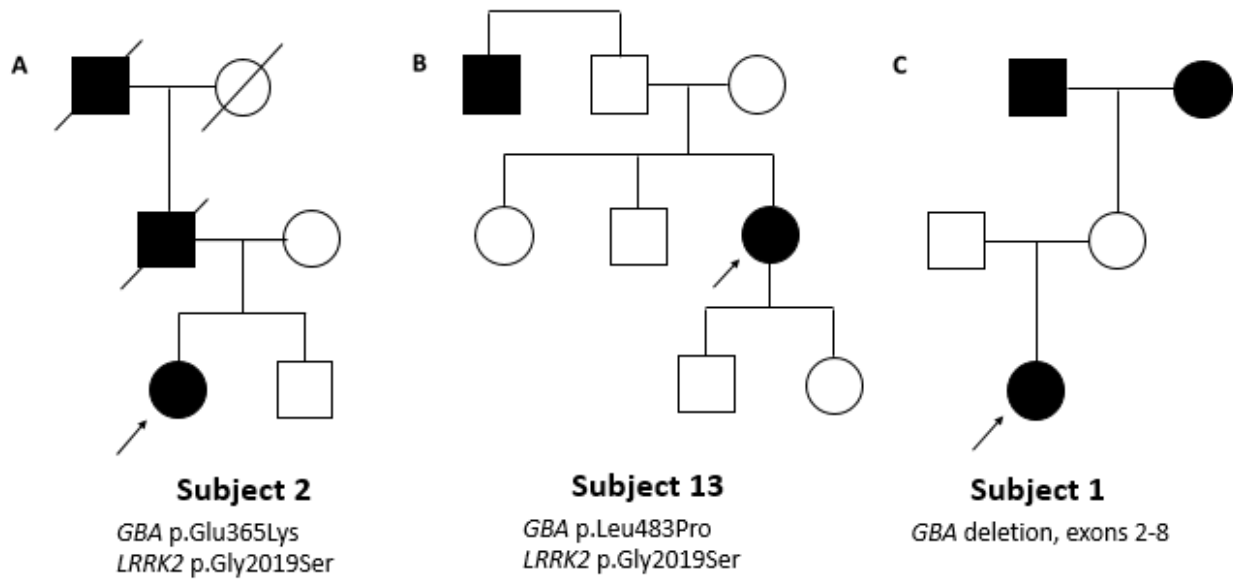 A
B
C
Subject 2
GBA p.Glu365Lys
LRRK2 p.Gly2019Ser
Subject 13
GBA p.Leu483Pro
LRRK2 p.Gly2019Ser
Subject 1
GBA deletion, exons 2-8